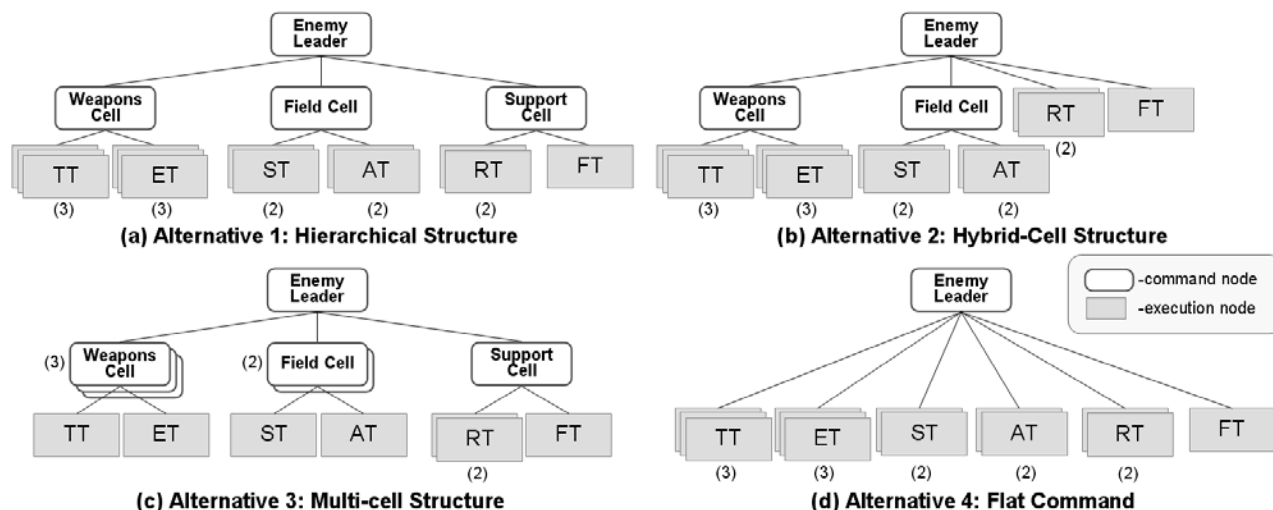 Enemy
Leader
Weapons
Cell
Field Cell
Support
Cell
TT
ET
ST
AT
RT
FT
(3)
(3)
(2)
(2)
(2)
(a) Alternative 1: Hierarchical Structure
Enemy
Leader
Weapons
Cell
Field Cell
RT
FT
(2)
TT
ET
ST
AT
(3)
(3)
(2)
(2)
(b) Alternative 2: Hybrid-Cell Structure
Enemy
Leader
(3)
Weapons
Cell
(2)
Field Cell
Support
Cell
TT
ET
ST
AT
RT
FT
(2)
(c) Alternative 3: Multi-cell Structure
Enemy
Leader
-command node
-execution node
TT
ET
ST
AT
RT
FT
(3)
(3)
(2)
(2)
(2)
(d) Alternative 4: Flat Command